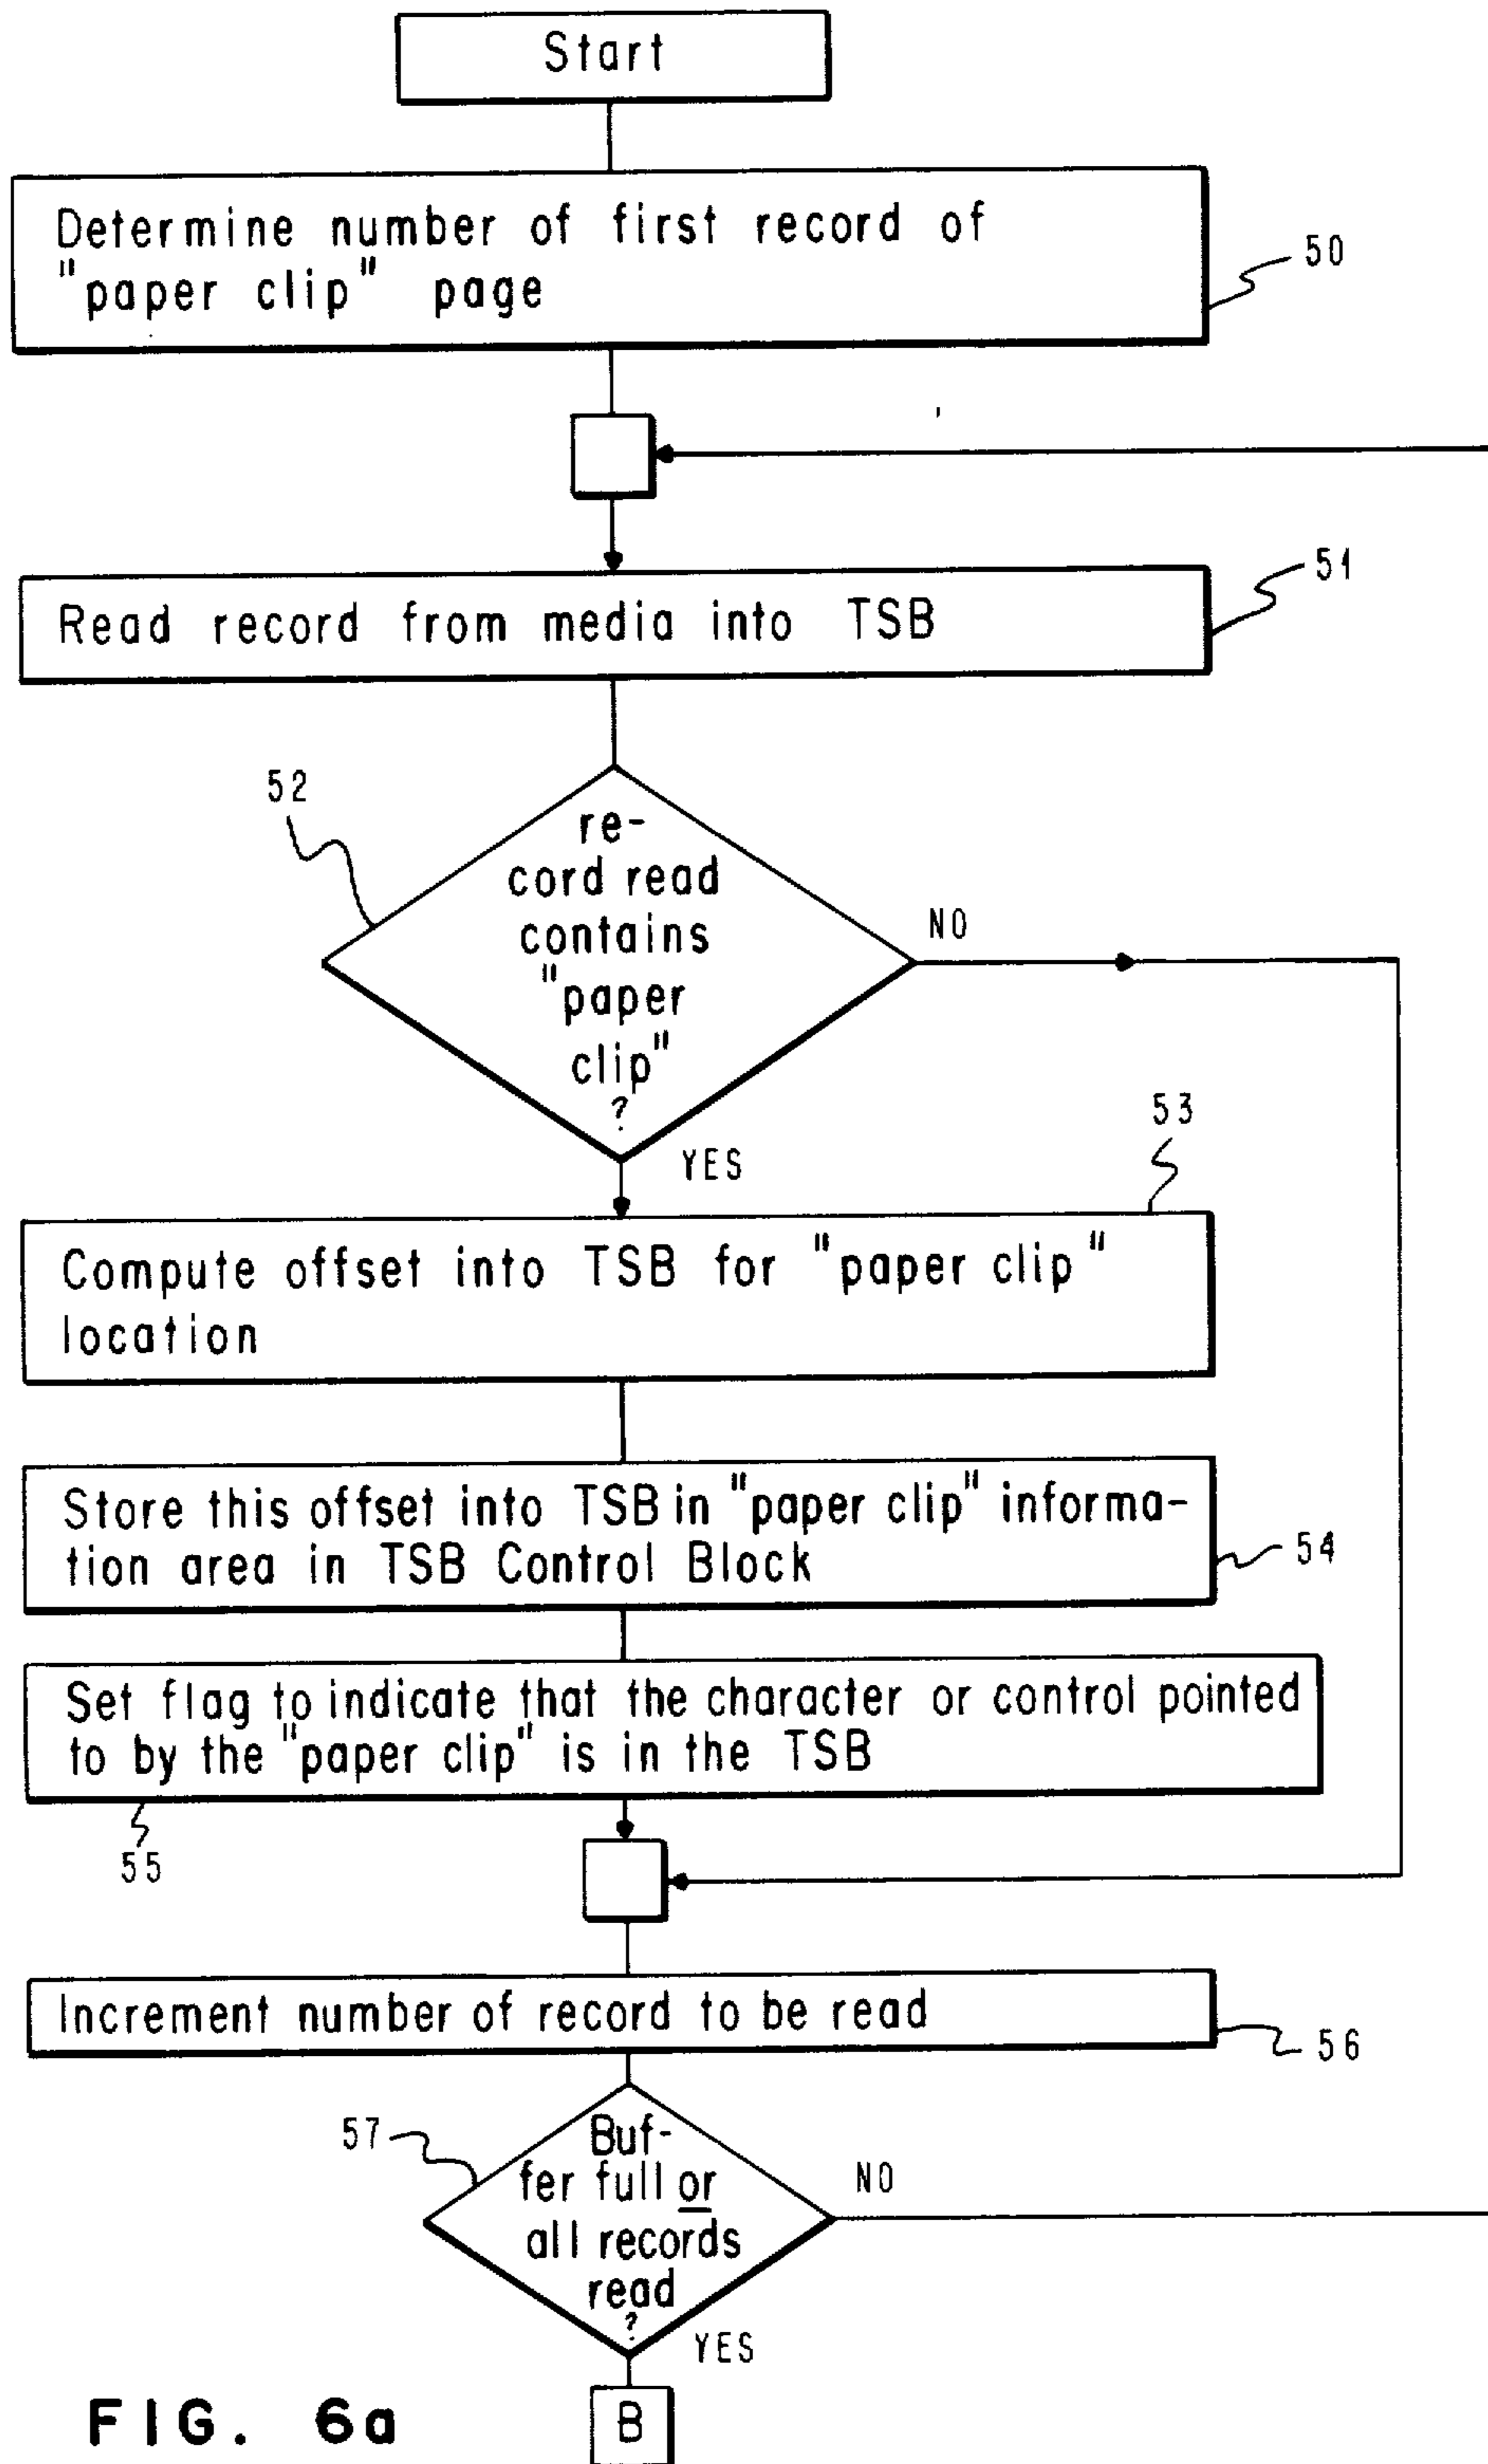 Start
Determine number of first record of
"paper clip" page
50
Read record from media into TSB
51
52
re-
cord read
contains
"paper
clip"
?
NO
YES
53
Compute offset into TSB for "paper clip"
location
Store this offset into TSB in "paper clip" informa-
tion area in TSB Control Block
54
Set flag to indicate that the character or control pointed
to by the "paper clip" is in the TSB
55
Increment number of record to be read
56
57
Buf-
fer full or
all records
read
?
NO
YES
B
FIG. 6a